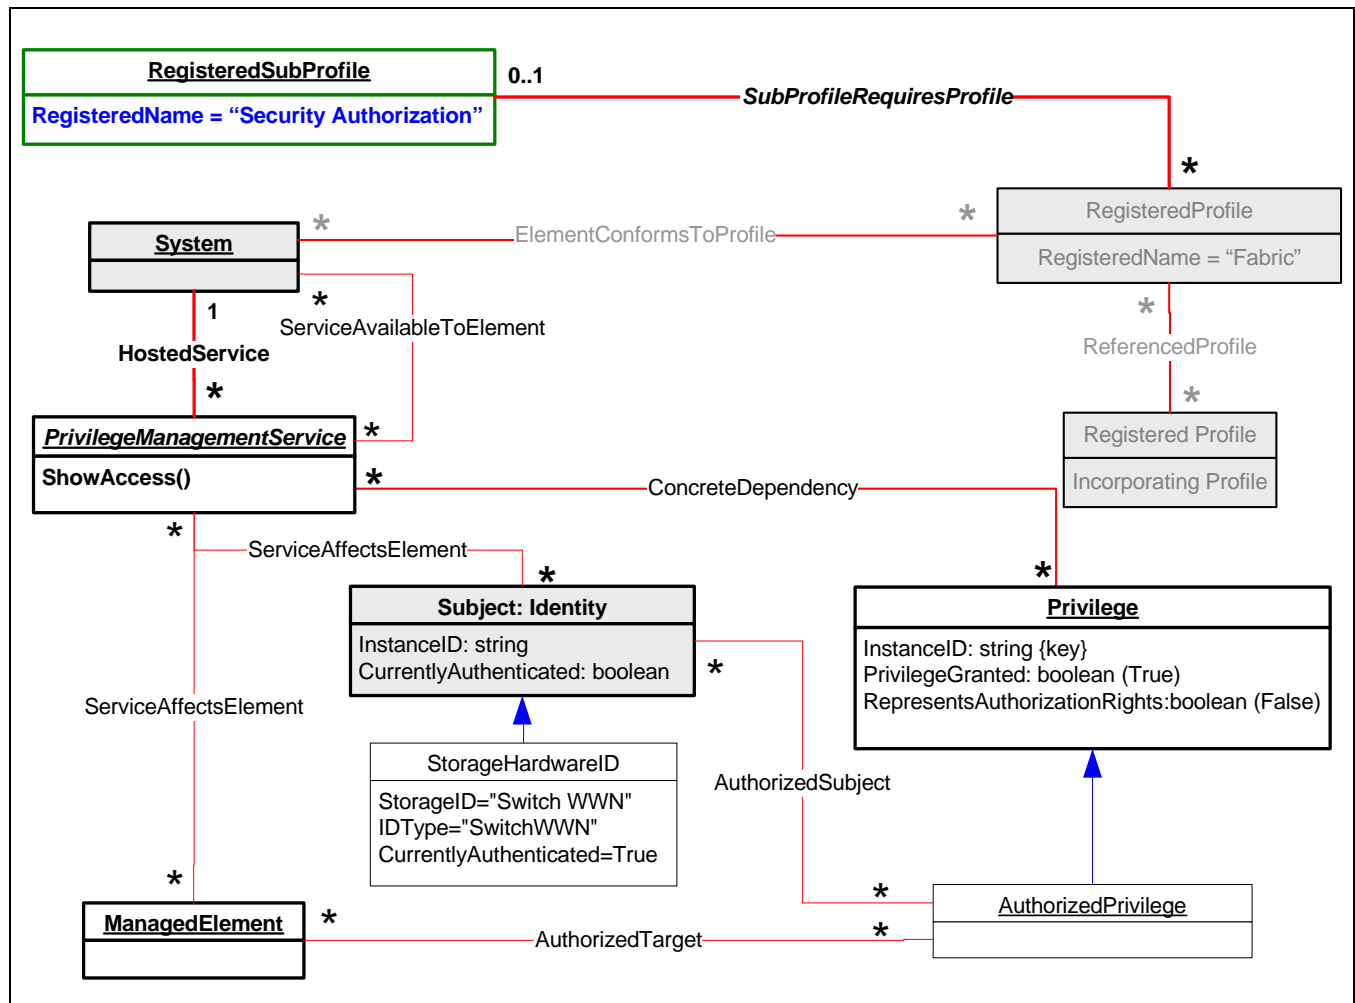 RegisteredSubProfile
RegisteredName = “Security Authorization”
0..1
SubProfileRequiresProfile
*
RegisteredProfile
RegisteredName = “Fabric”
*
ElementConformsToProfile
*
System
*
ServiceAvailableToElement
1
HostedService
*
*
ReferencedProfile
*
Registered Profile
Incorporating Profile
PrivilegeManagementService
ShowAccess()
*
*
ConcreteDependency
*
*
ServiceAffectsElement
*
Subject: Identity
InstanceID: string
CurrentlyAuthenticated: boolean
*
Privilege
InstanceID: string {key}
PrivilegeGranted: boolean (True)
RepresentsAuthorizationRights:boolean (False)
ServiceAffectsElement
StorageHardwareID
StorageID="Switch WWN"
IDType="SwitchWWN"
CurrentlyAuthenticated=True
AuthorizedSubject
*
*
ManagedElement
*
AuthorizedTarget
*
AuthorizedPrivilege